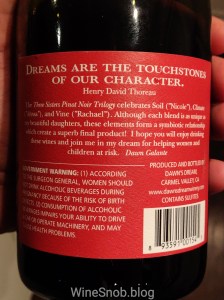 DREAMS ARE THE TOUCHSTONES
OF OUR CHARACTER.
Henry David Thoreau
The Three Sisters Pinot Noir Trilogy celebrates Soil ("Nicole"), Climate
and Vine ("Rachael"). Although each blend is unique as
my beautiful daughters, these elements form a symbiotic relationship
which create a superb final product! I hope you will enjoy drinking
these wines and join me in my dream for helping women and
children at risk. Dawn Galante
GOVERNMENT WARNING: (1) ACCORDING
THE SURGEON GENERAL, WOMEN SHOULD
DRINK ALCOHOLIC BEVERAGES DURING
PREGNANCY BECAUSE OF THE RISK OF BIRTH
DEFECTS. (2) CONSUMPTION OF ALCOHOLIC
BEVERAGES IMPAIRS YOUR ABILITY TO DRIVE
OR OPERATE MACHINERY, AND MAY
HEALTH PROBLEMS.
PRODUCED AND BOTTLED BY
DAWN'S DREAM,
CARMEL VALLEY, CA
www.dawnsdreamwinery.com
CONTAINS SULFITES
WineSnob.blog